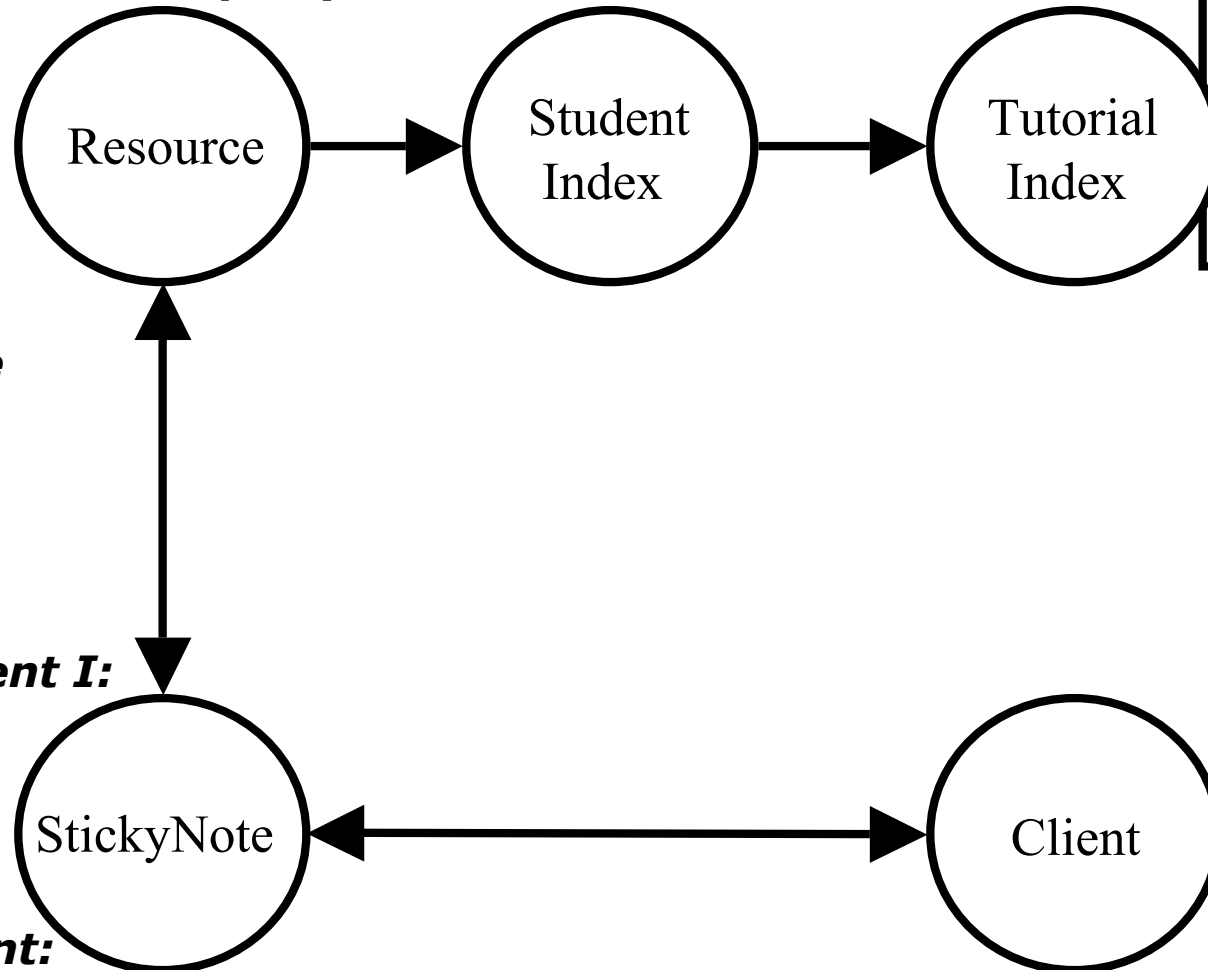 Resource
Student
Index
Tutorial
Index
e
ent I:
StickyNote
Client
nt: